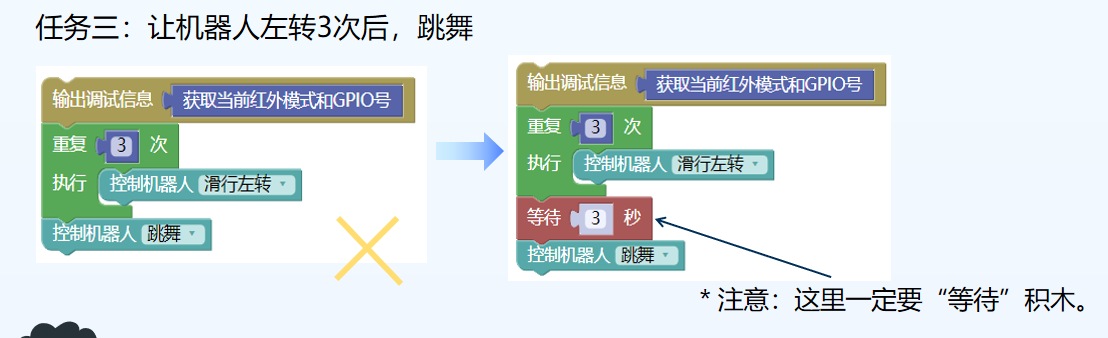 任务三：让机器人左转3次后，跳舞
输出调试信息 获取当前红外模式和GPIO号
重复 3 次
执行 控制机器人 滑行左转
控制机器人 跳舞
输出调试信息 获取当前红外模式和GPIO号
重复 3 次
执行 控制机器人 滑行左转
等待 3 秒
控制机器人 跳舞
* 注意：这里一定要“等待”积木。